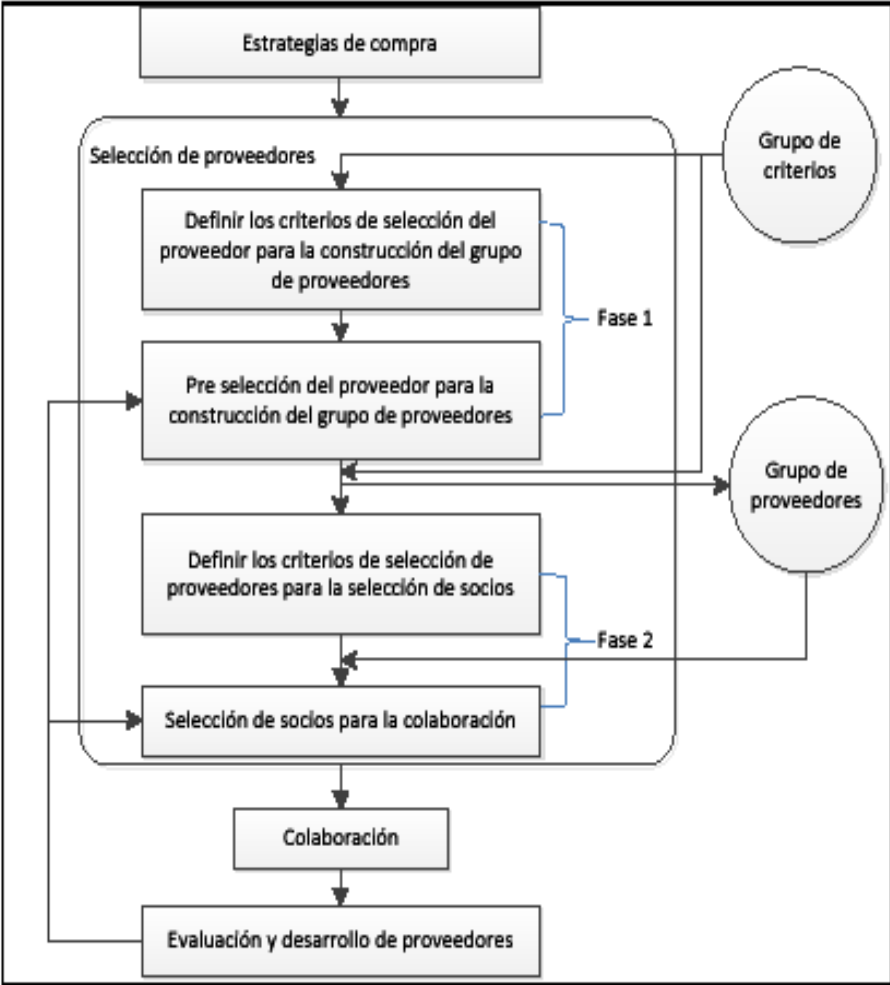 Estrategias de compra
Grupo de
criterios
Selección de proveedores
Definir los criterios de selección del
proveedor para la construcción del grupo
de proveedores
Fase 1
Pre selección del proveedor para la
construcción del grupo de proveedores
Grupo de
proveedores
Definir los criterios de selección de
proveedores para la selección de socios
Fase 2
Selección de socios para la colaboración
Colaboración
Evaluación y desarrollo de proveedores